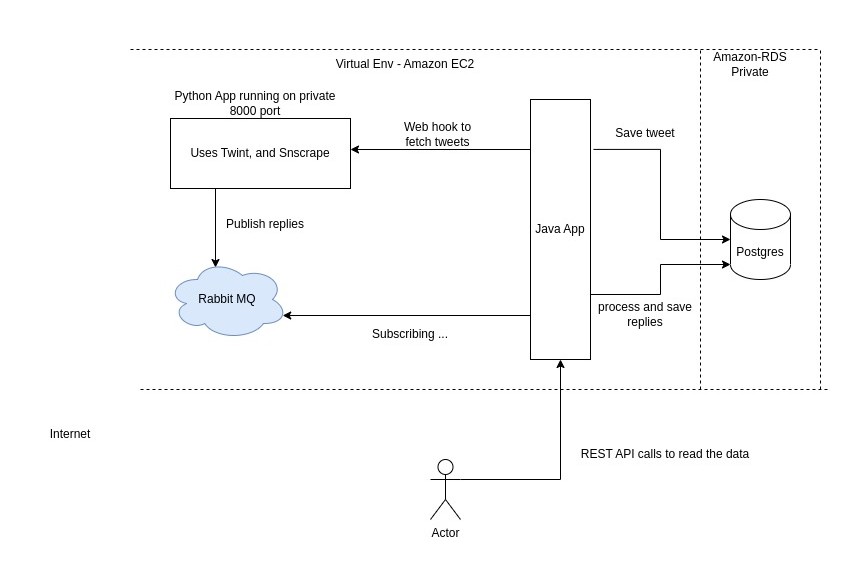 Virtual Env - Amazon EC2
Amazon-RDS
Private
Python App running on private
8000 port
Uses Twint, and Snscrape
Web hook to
fetch tweets
Save tweet
Java App
Postgres
Publish replies
Rabbit MQ
Subscribing ...
process and save
replies
Internet
REST API calls to read the data
Actor